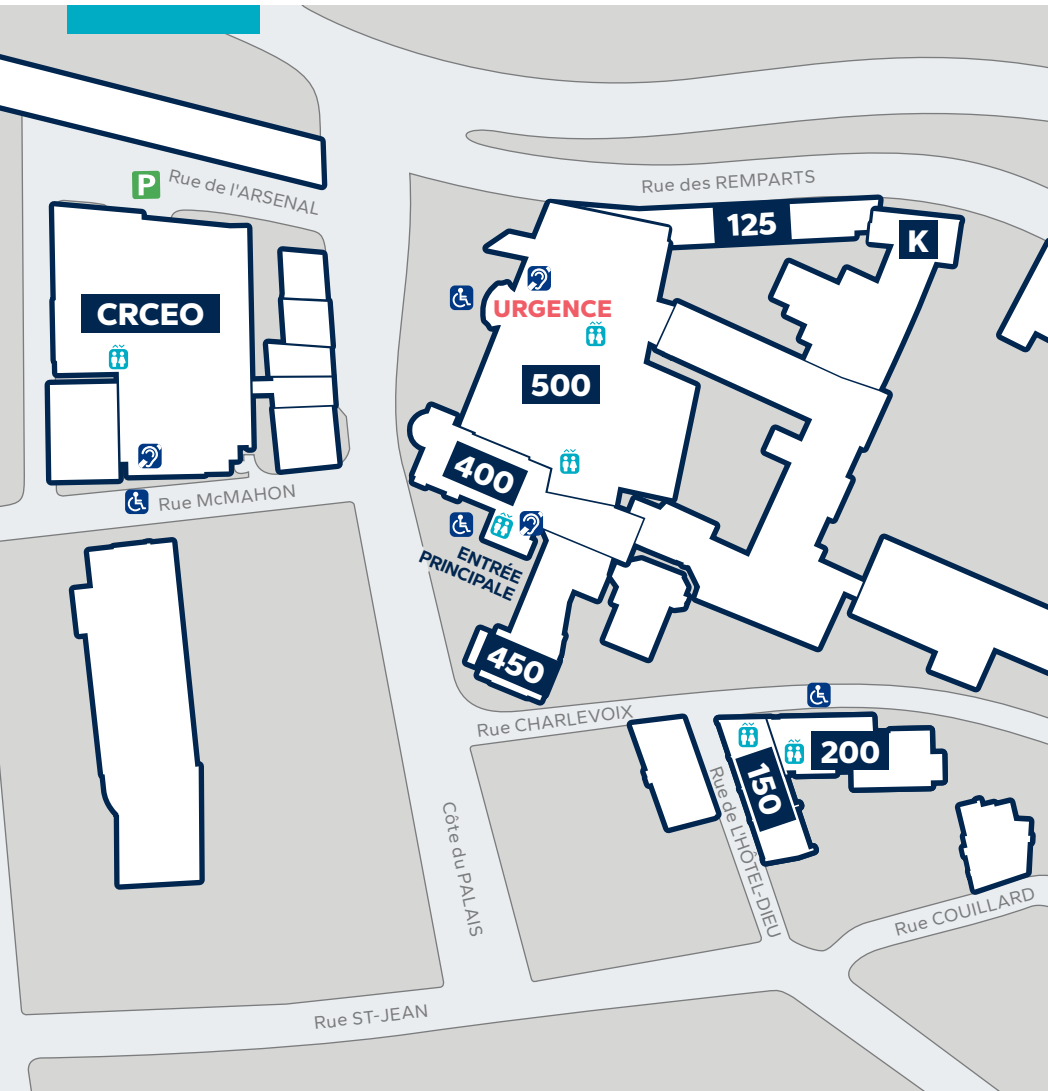 Rue des REMPARTS
P
Rue de l'ARSENAL
125
K
CRCEO
URGENCE
500
400
Rue McMAHON
ENTRÉE
PRINCIPALE
450
Rue CHARLEVOIX
200
150
Rue de L'HÔTEL-DIEU
Côte du PALAIS
Rue COUILLARD
Rue ST-JEAN